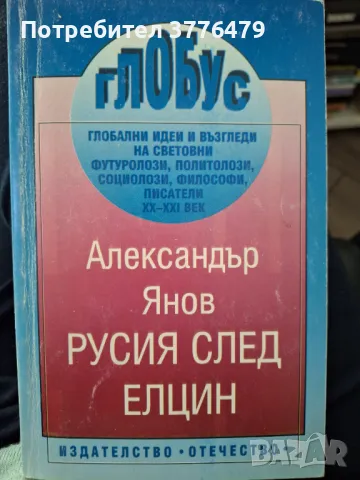 Потребител 3776479
ГЛОБУС
ГЛОБАЛНИ ИДЕИ И ВЪЗГЛЕДИ
НА СВЕТОВНИ
ФУТУРОЛОЗИ, ПОЛИТОЛОЗИ,
СОЦИОЛОЗИ, ФИЛОСОФИ,
ПИСАТЕЛИ
XX–XXI ВЕК
Александър
Янов
РУСИЯ СЛЕД
ЕЛЦИН
ИЗДАТЕЛСТВО • ОТЕЧЕСТВО
BAZAR